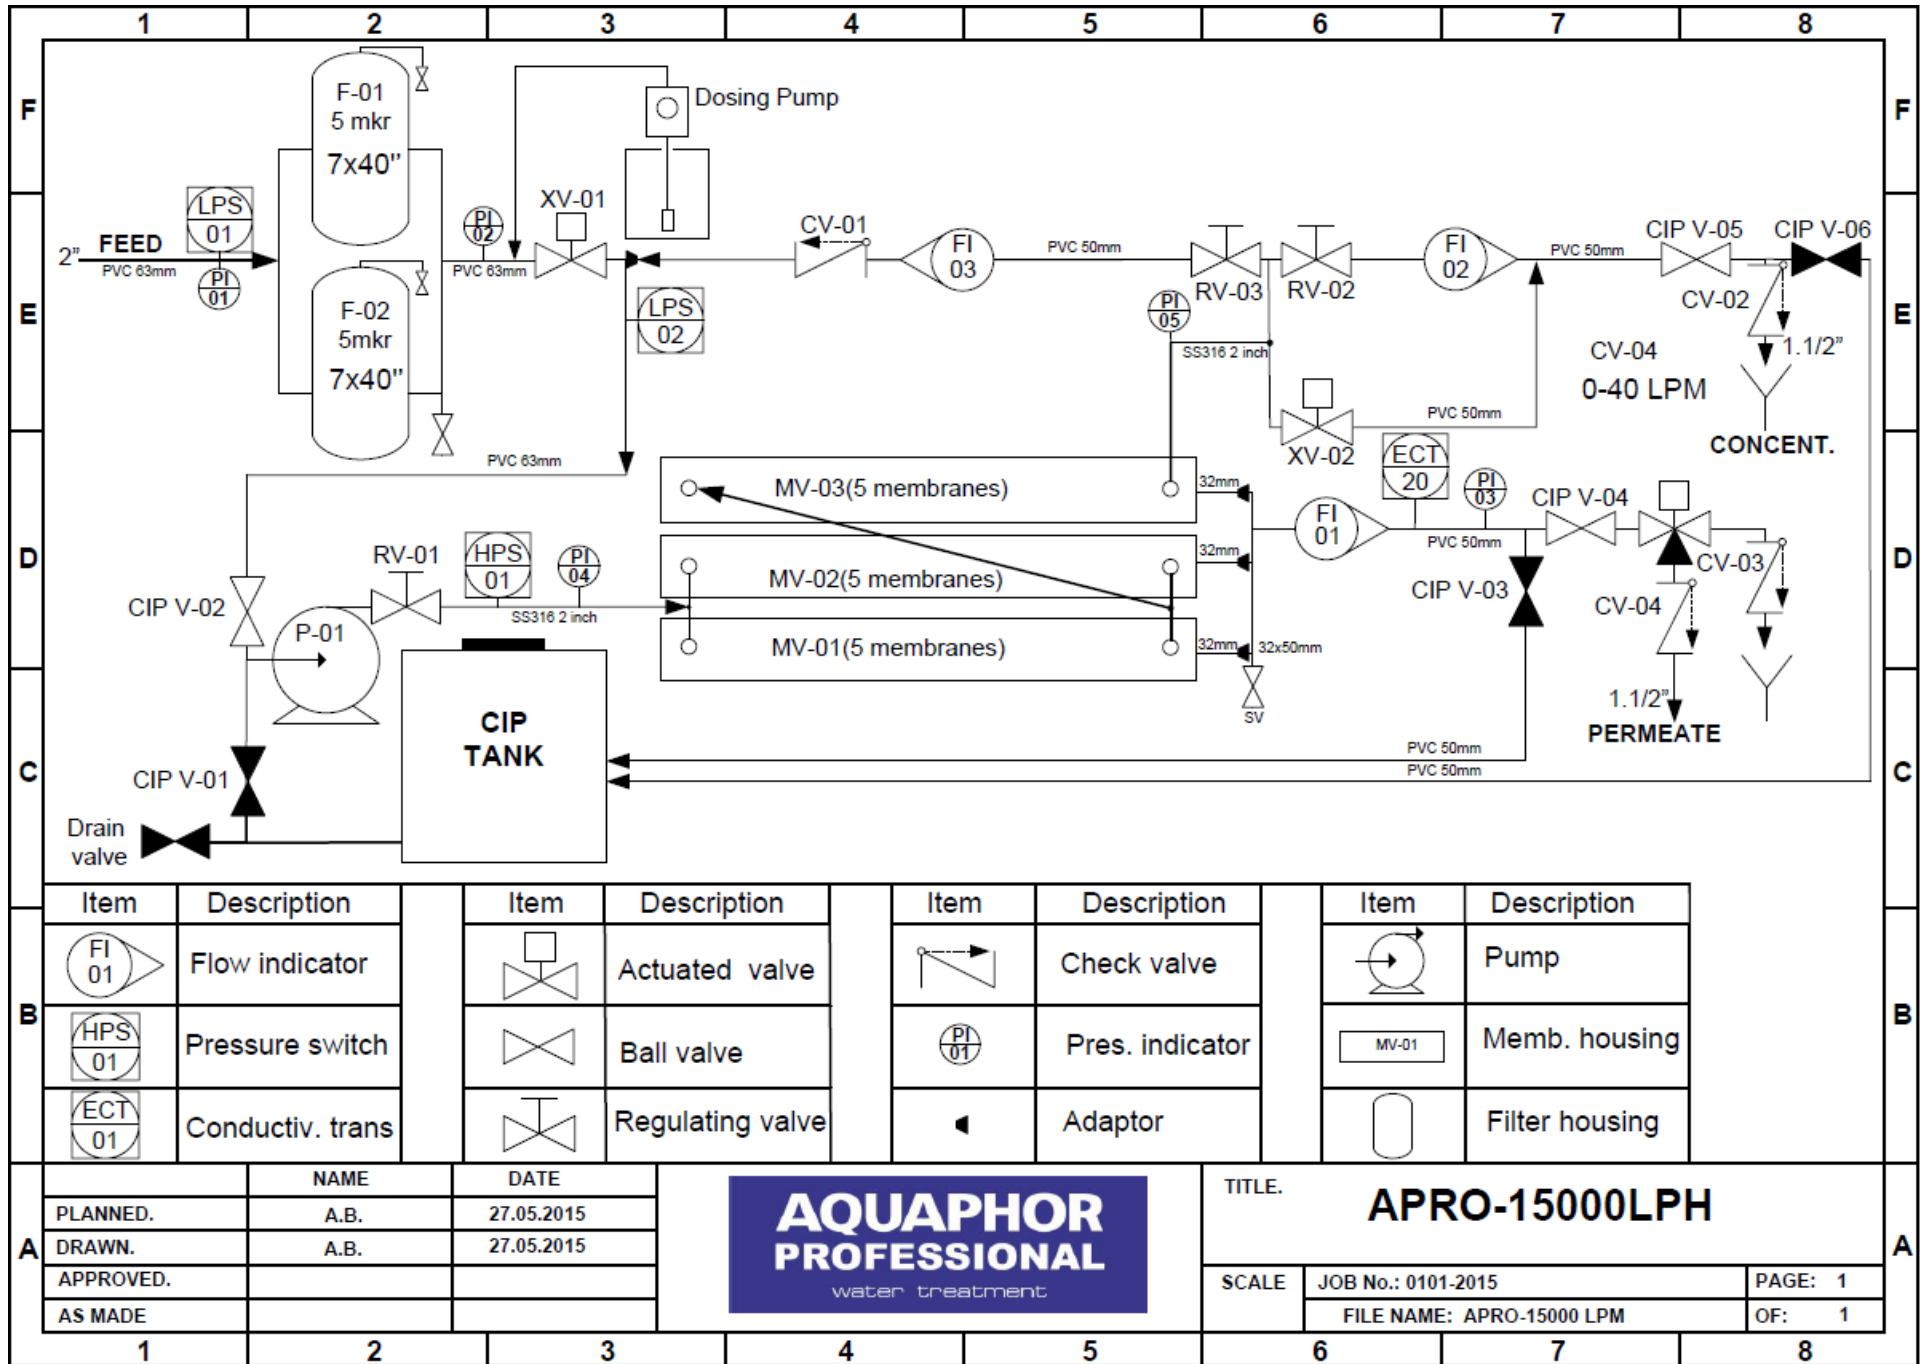 1 2 3 4 5 6 7 8
F
F
F-01
5 mkr
7x40"
Dosing Pump
LPS
01
PI
01
2"
FEED
PVC 63mm
F-02
5mkr
7x40"
PI
02
PVC 63mm
XV-01
LPS
02
CV-01
FI
03
PVC 50mm
RV-03
RV-02
FI
02
PVC 50mm
CIP V-05
CIP V-06
CV-02
1.1/2"
CONCENT.
E
E
PI
05
SS316 2 inch
CV-04
0-40 LPM
PVC 50mm
XV-02
PVC 63mm
MV-03(5 membranes)
MV-02(5 membranes)
MV-01(5 membranes)
32mm
32mm
32mm
32x50mm
SV
FI
01
ECT
20
PI
03
PVC 50mm
CIP V-04
CIP V-03
CV-03
CV-04
1.1/2"
PERMEATE
D
D
CIP V-02
P-01
RV-01
HPS
01
PI
04
SS316 2 inch
CIP
TANK
PVC 50mm
PVC 50mm
C
C
CIP V-01
Drain
valve
Item Description Item Description Item Description Item Description
FI
01
Flow indicator
Actuated valve
Check valve
Pump
B
B
HPS
01
Pressure switch
Ball valve
PI
01
Pres. indicator
MV-01
Memb. housing
ECT
01
Conductiv. trans
Regulating valve
Adaptor
Filter housing
NAME DATE
PLANNED. A.B. 27.05.2015
DRAWN. A.B. 27.05.2015
APPROVED.
AS MADE
A
A
AQUAPHOR
PROFESSIONAL
water treatment
TITLE.
APRO-15000LPH
SCALE
JOB No.: 0101-2015
PAGE: 1
FILE NAME: APRO-15000 LPM
OF: 1
1 2 3 4 5 6 7 8